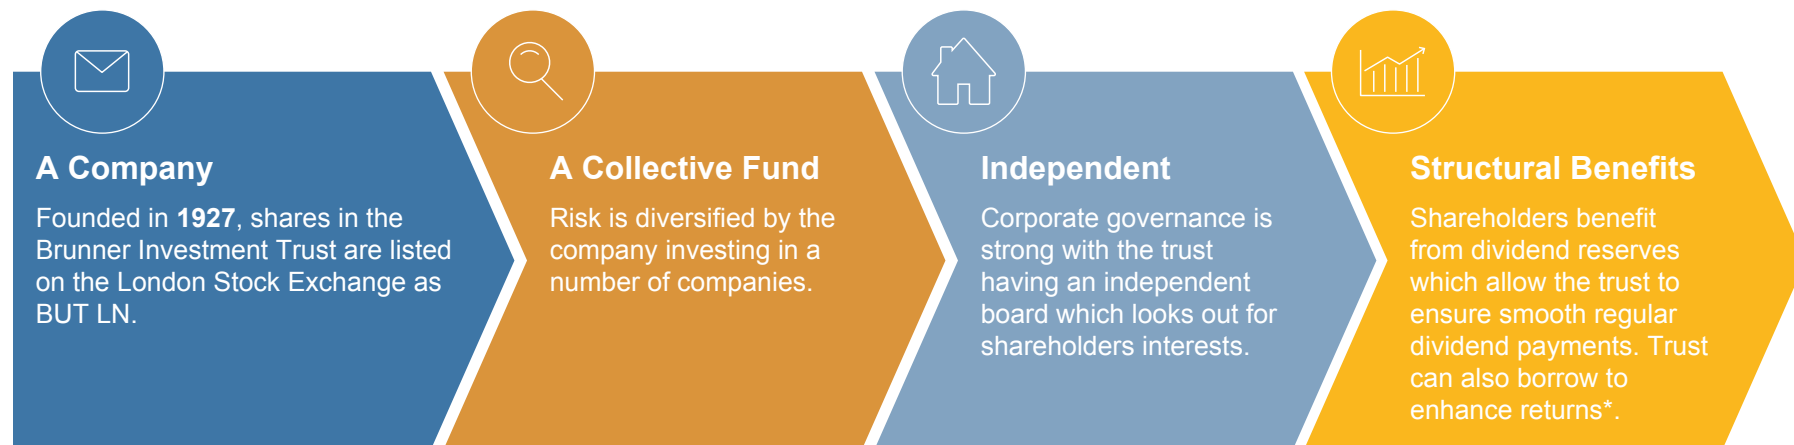 A Company
Founded in 1927, shares in the
Brunner Investment Trust are listed
on the London Stock Exchange as
BUT LN.
A Collective Fund
Risk is diversified by the
company investing in a
number of companies.
Independent
Corporate governance is
strong with the trust
having an independent
board which looks out for
shareholders interests.
Structural Benefits
Shareholders benefit
from dividend reserves
which allow the trust to
ensure smooth regular
dividend payments. Trust
can also borrow to
enhance returns*.